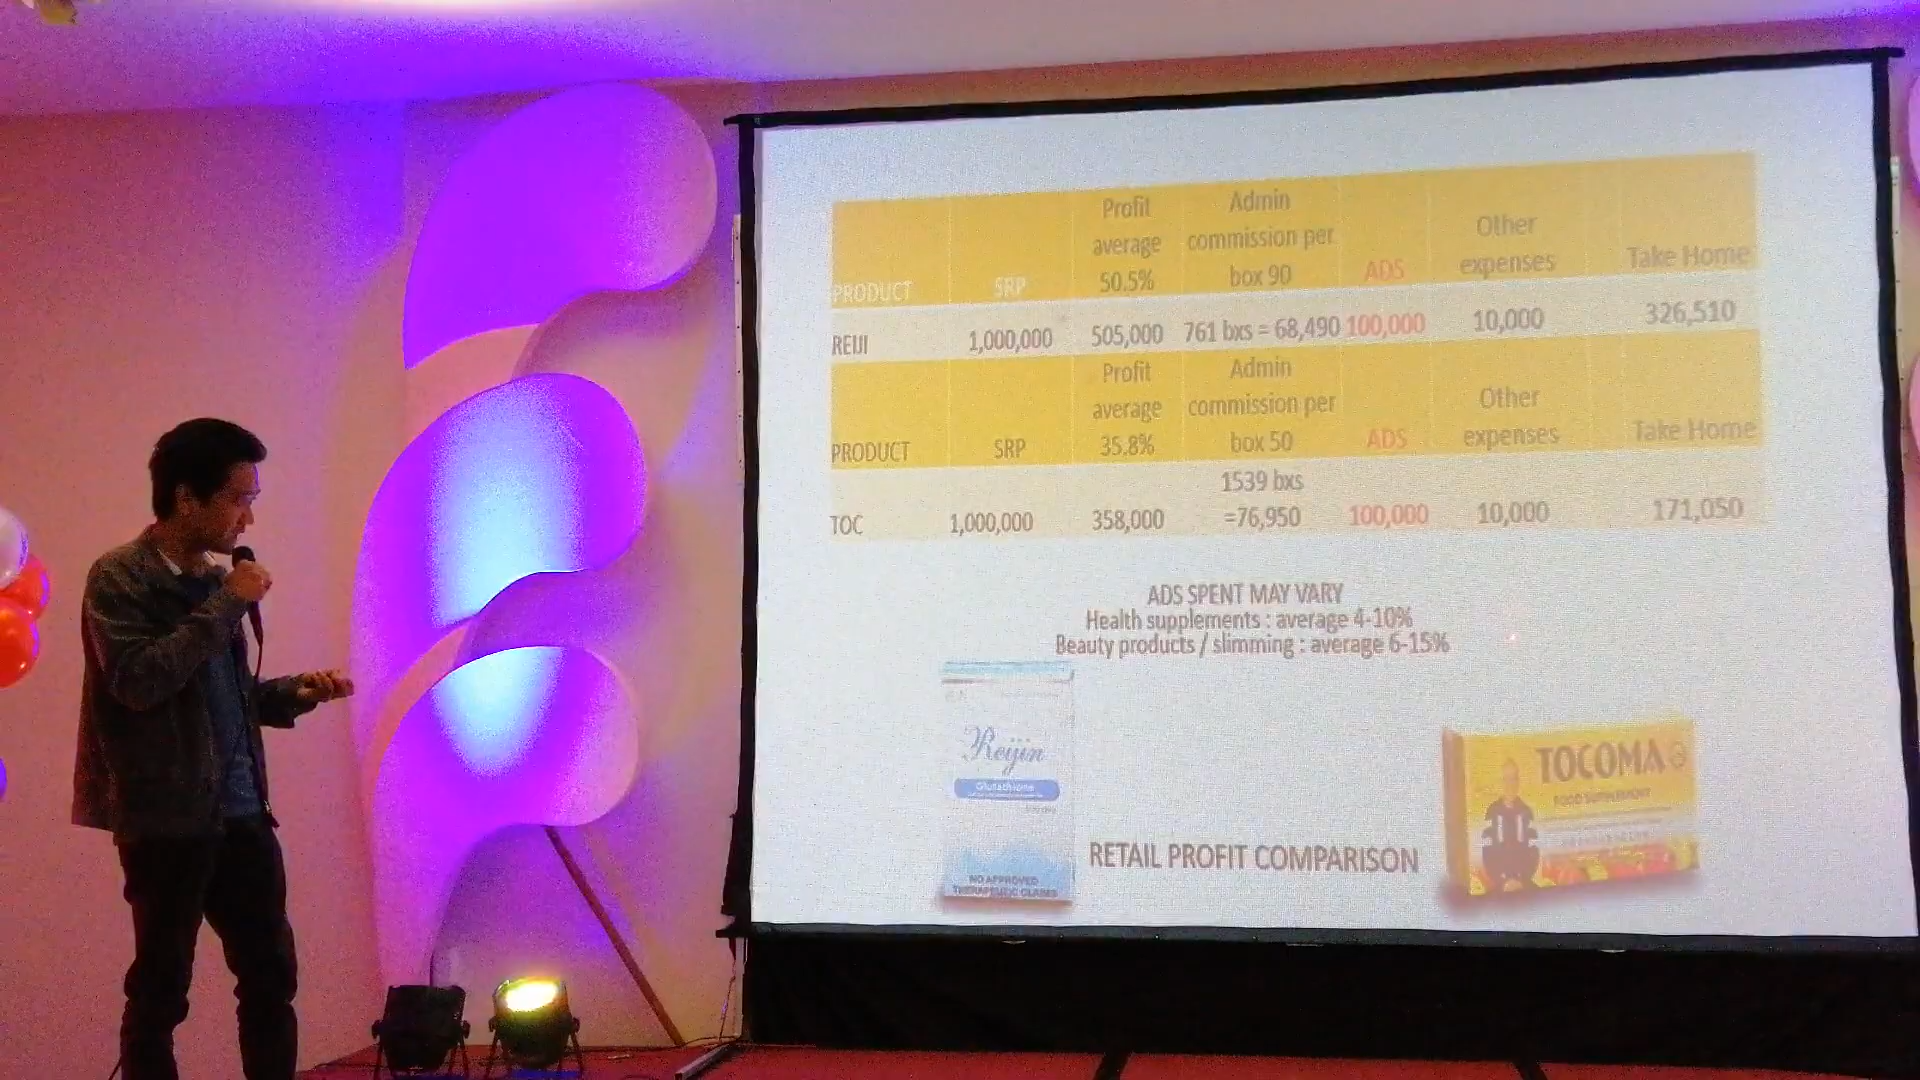 Profit average 50.5%
Admin commission per box 90
Other expenses
PRODUCT SRP ADS Take Home
REIJI 1,000,000 505,000 761 bxs = 68,490 100,000 10,000 326,510
Profit average 35.8%
Admin commission per box 50
Other expenses
PRODUCT SRP ADS Take Home
TOC 1,000,000 358,000 1539 bxs =76,950 100,000 10,000 171,050
ADS SPENT MAY VARY
Health supplements : average 4-10%
Beauty products / slimming : average 6-15%
Reijin
Glutathione
NO APPROVED
THERAPEUTIC CLAIMS
RETAIL PROFIT COMPARISON
TOCOMA
FOOD SUPPLEMENT